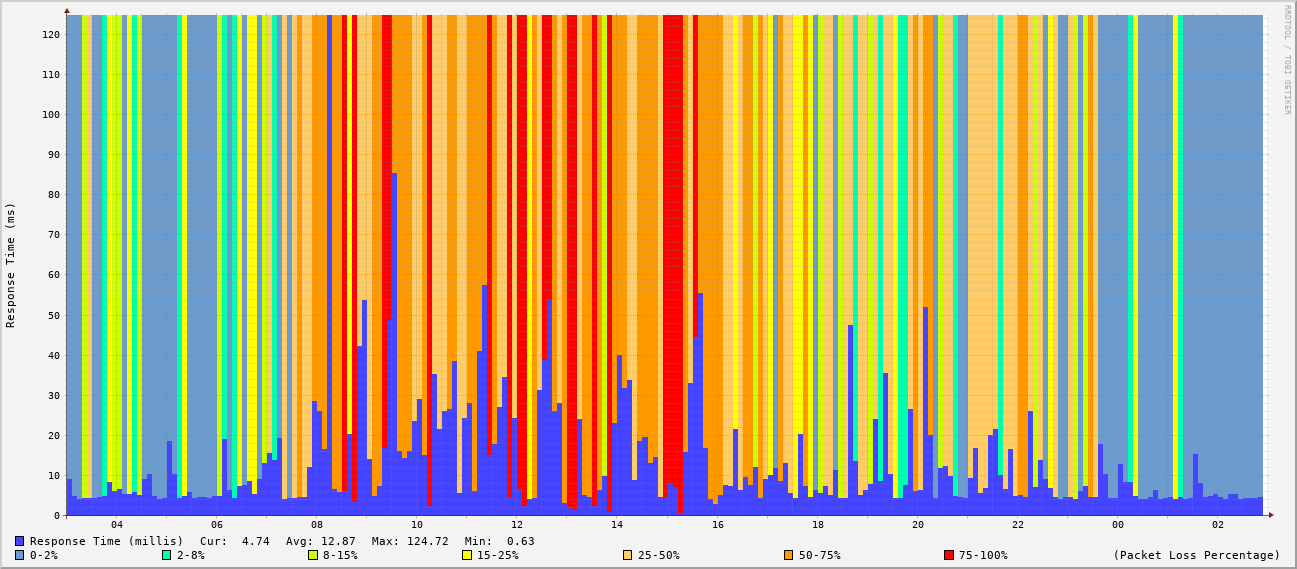 RRDTOOL / TOBI OETIKER
Response Time (ms)
120
110
100
90
80
70
60
50
40
30
20
10
0
04 06 08 10 12 14 16 18 20 22 00 02
Response Time (millis) Cur: 4.74 Avg: 12.87 Max: 124.72 Min: 0.63
0-2% 2-8% 8-15% 15-25% 25-50% 50-75% 75-100% (Packet Loss Percentage)